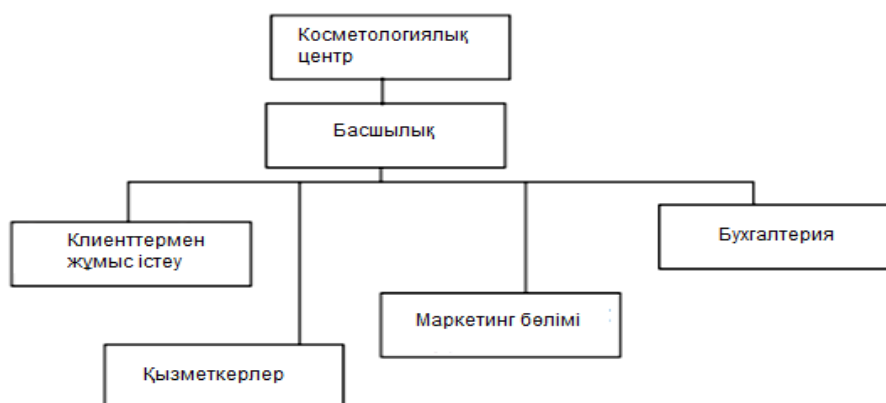 Косметологиялық
центр
Басшылық
Клиенттермен
жұмыс істеу
Бухгалтерия
Маркетинг бөлімі
Қызметкерлер